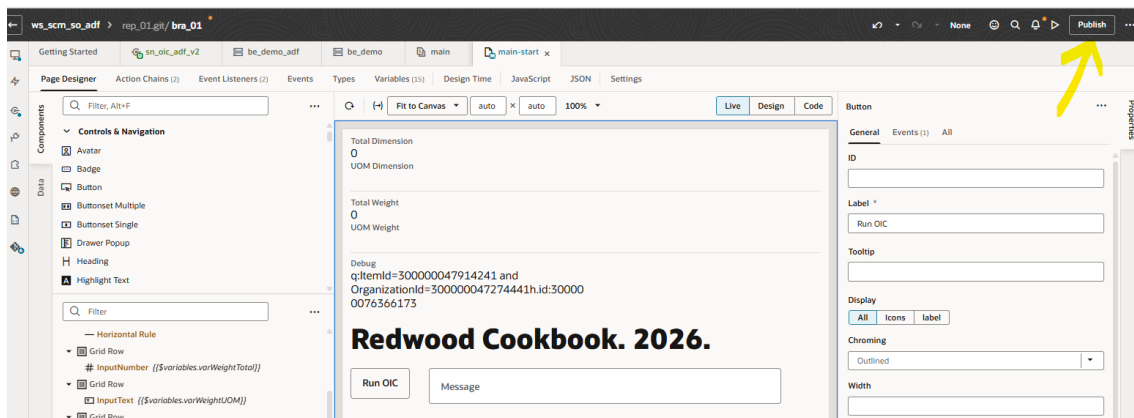 ws_scm_so_adf > rep_01.git/ bra_01 None Publish
Getting Started sn_oic_adf_v2 be_demo_adf be_demo main main-start x
Page Designer Action Chains (2) Event Listeners (2) Events Types Variables (15) Design Time JavaScript JSON Settings
Components
Data
Filter, Alt+F
Controls & Navigation
Avatar
Badge
Button
Buttonset Multiple
Buttonset Single
Drawer Popup
Heading
Highlight Text
Filter
Horizontal Rule
Grid Row
InputNumber {{$variables.varWeightTotal}}
Grid Row
InputText {{$variables.varWeightUOM}}
Grid Row
Fit to Canvas auto × auto 100% Live Design Code
Total Dimension
0
UOM Dimension
Total Weight
0
UOM Weight
Debug
q:ItemId=300000047914241 and
OrganizationId=300000047274441h.id:30000
0076366173
Redwood Cookbook. 2026.
Run OIC Message
Button
Properties
General Events (1) All
ID
Label *
Run OIC
Tooltip
Display
All Icons label
Chroming
Outlined
Width